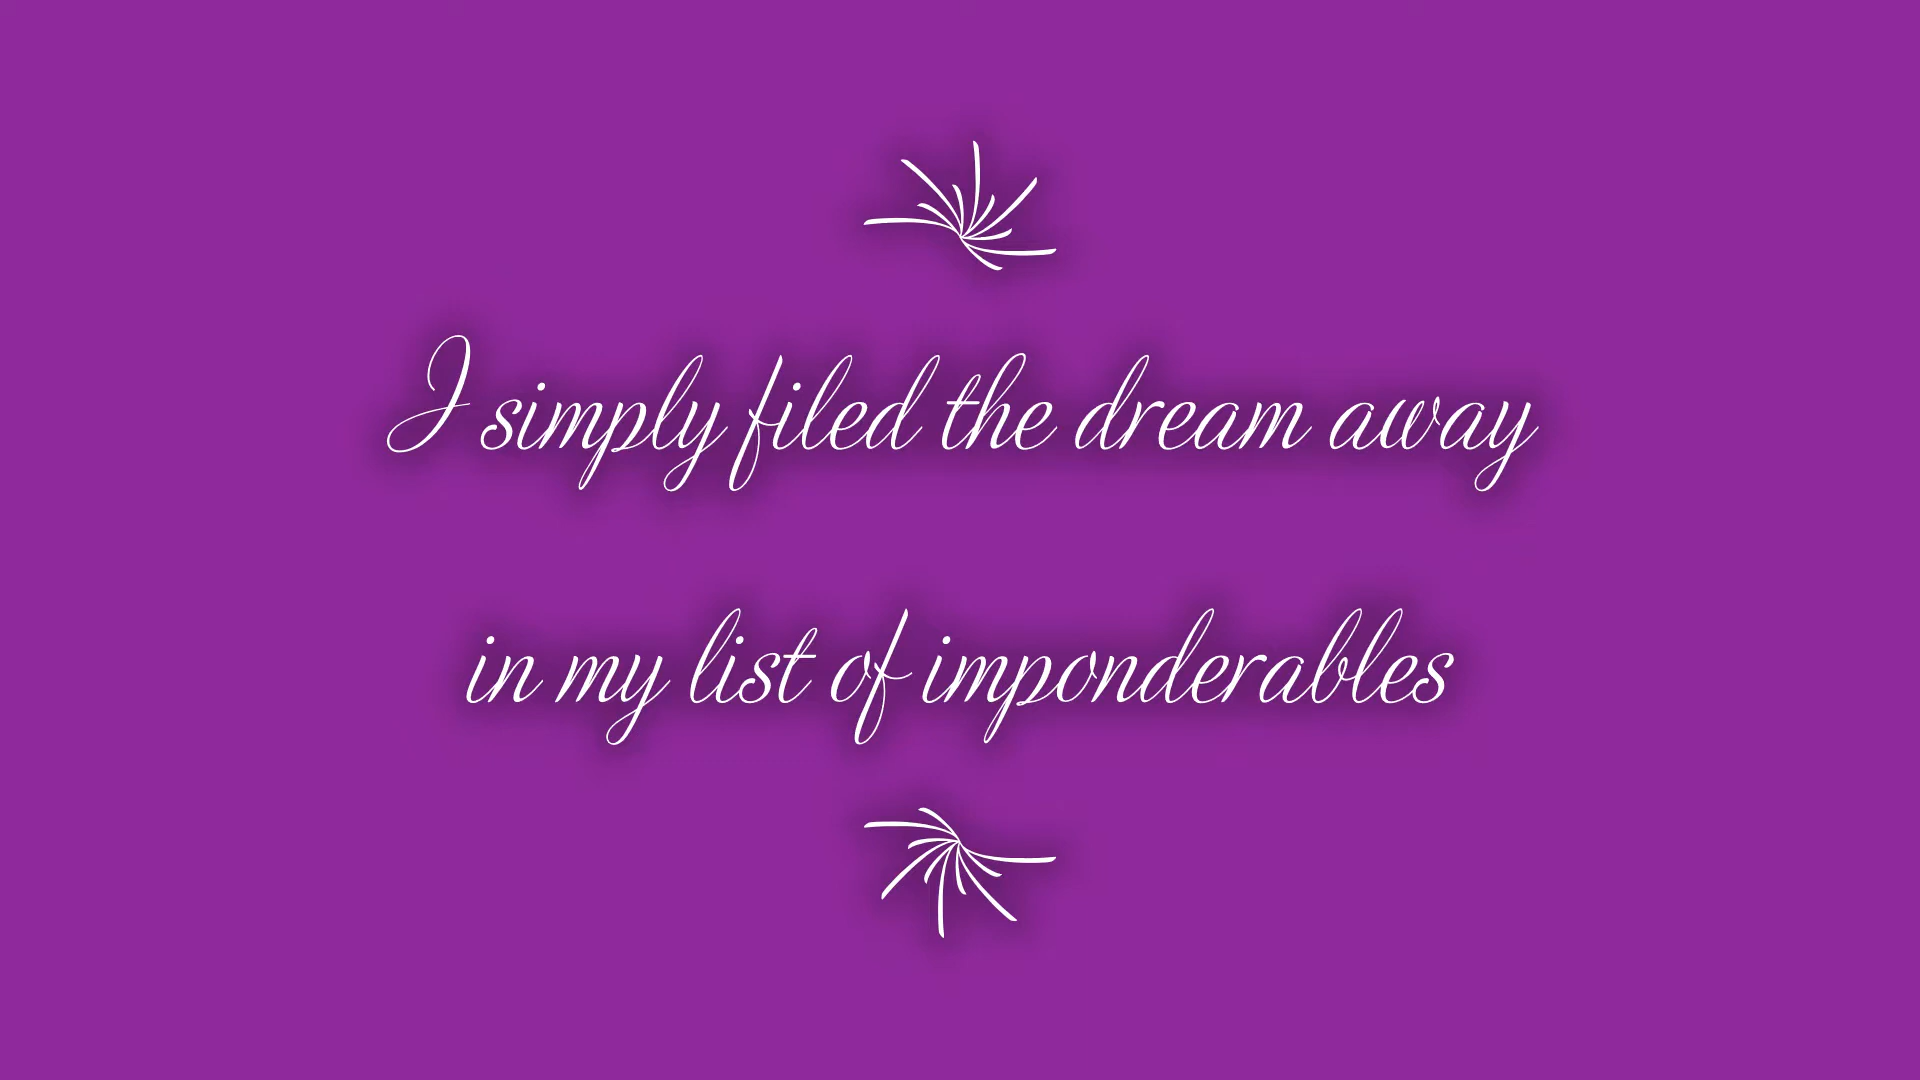 I simply filed the dream away
in my list of imponderables